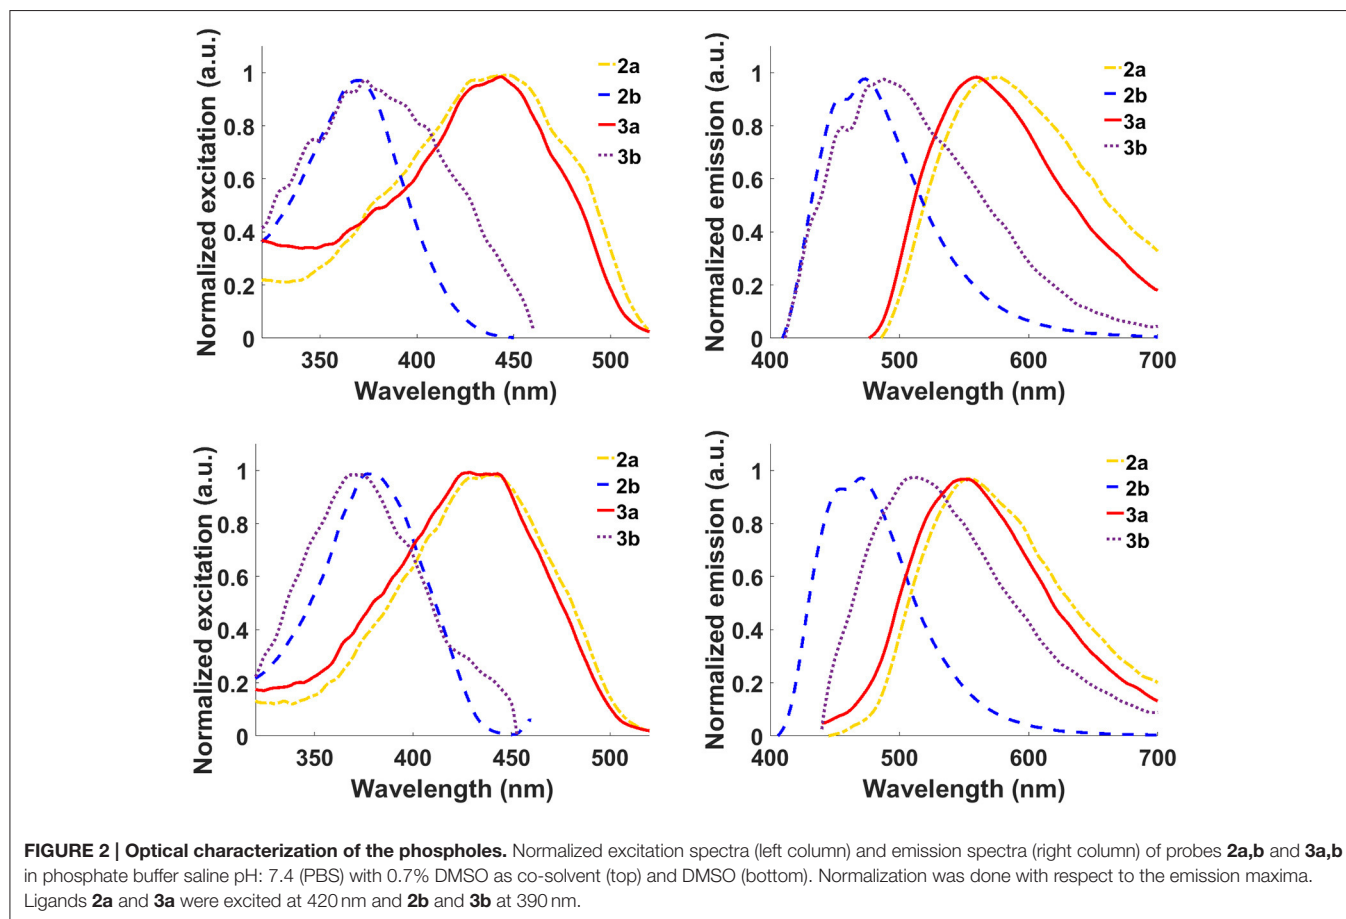 Normalized excitation (a.u.)
1
0.8
0.6
0.4
0.2
0
350 400 450 500
Wavelength (nm)
2a
2b
3a
3b
Normalized emission (a.u.)
1
0.8
0.6
0.4
0.2
0
400 500 600 700
Wavelength (nm)
2a
2b
3a
3b
Normalized excitation (a.u.)
1
0.8
0.6
0.4
0.2
0
350 400 450 500
Wavelength (nm)
2a
2b
3a
3b
Normalized emission (a.u.)
1
0.8
0.6
0.4
0.2
0
400 500 600 700
Wavelength (nm)
2a
2b
3a
3b
FIGURE 2 | Optical characterization of the phospholes. Normalized excitation spectra (left column) and emission spectra (right column) of probes 2a,b and 3a,b
in phosphate buffer saline pH: 7.4 (PBS) with 0.7% DMSO as co-solvent (top) and DMSO (bottom). Normalization was done with respect to the emission maxima.
Ligands 2a and 3a were excited at 420 nm and 2b and 3b at 390 nm.